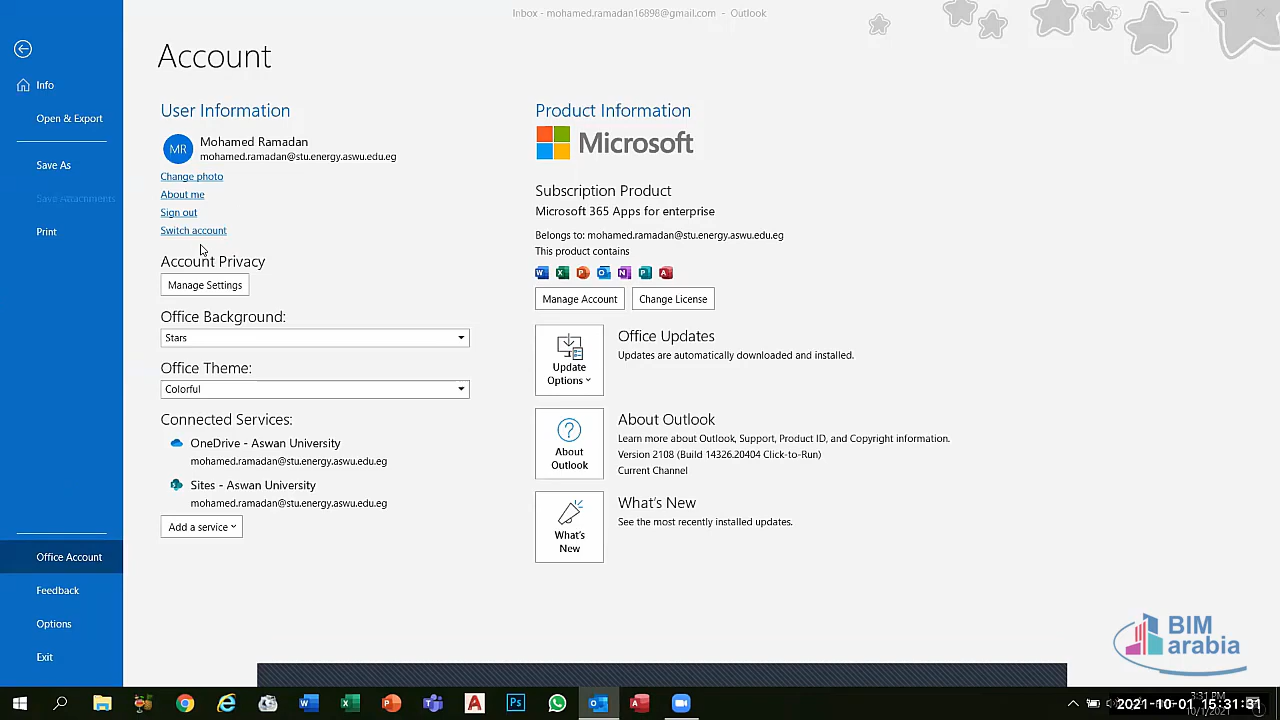 Inbox - mohamed.ramadan16898@gmail.com - Outlook
Account
Info
Open & Export
Save As
Save Attachments
Print
Office Account
Feedback
Options
Exit
User Information
MR
Mohamed Ramadan
mohamed.ramadan@stu.energy.aswu.edu.eg
Change photo
About me
Sign out
Switch account
Account Privacy
Manage Settings
Office Background:
Stars
Office Theme:
Colorful
Connected Services:
OneDrive - Aswan University
mohamed.ramadan@stu.energy.aswu.edu.eg
Sites - Aswan University
mohamed.ramadan@stu.energy.aswu.edu.eg
Add a service
Product Information
Microsoft
Subscription Product
Microsoft 365 Apps for enterprise
Belongs to: mohamed.ramadan@stu.energy.aswu.edu.eg
This product contains
Manage Account
Change License
Update
Options
Office Updates
Updates are automatically downloaded and installed.
About
Outlook
About Outlook
Learn more about Outlook, Support, Product ID, and Copyright information.
Version 2108 (Build 14326.20404 Click-to-Run)
Current Channel
What's
New
What's New
See the most recently installed updates.
BIM
arabia
3:31 PM
2021-10-01 15:31:31
10/1/2021